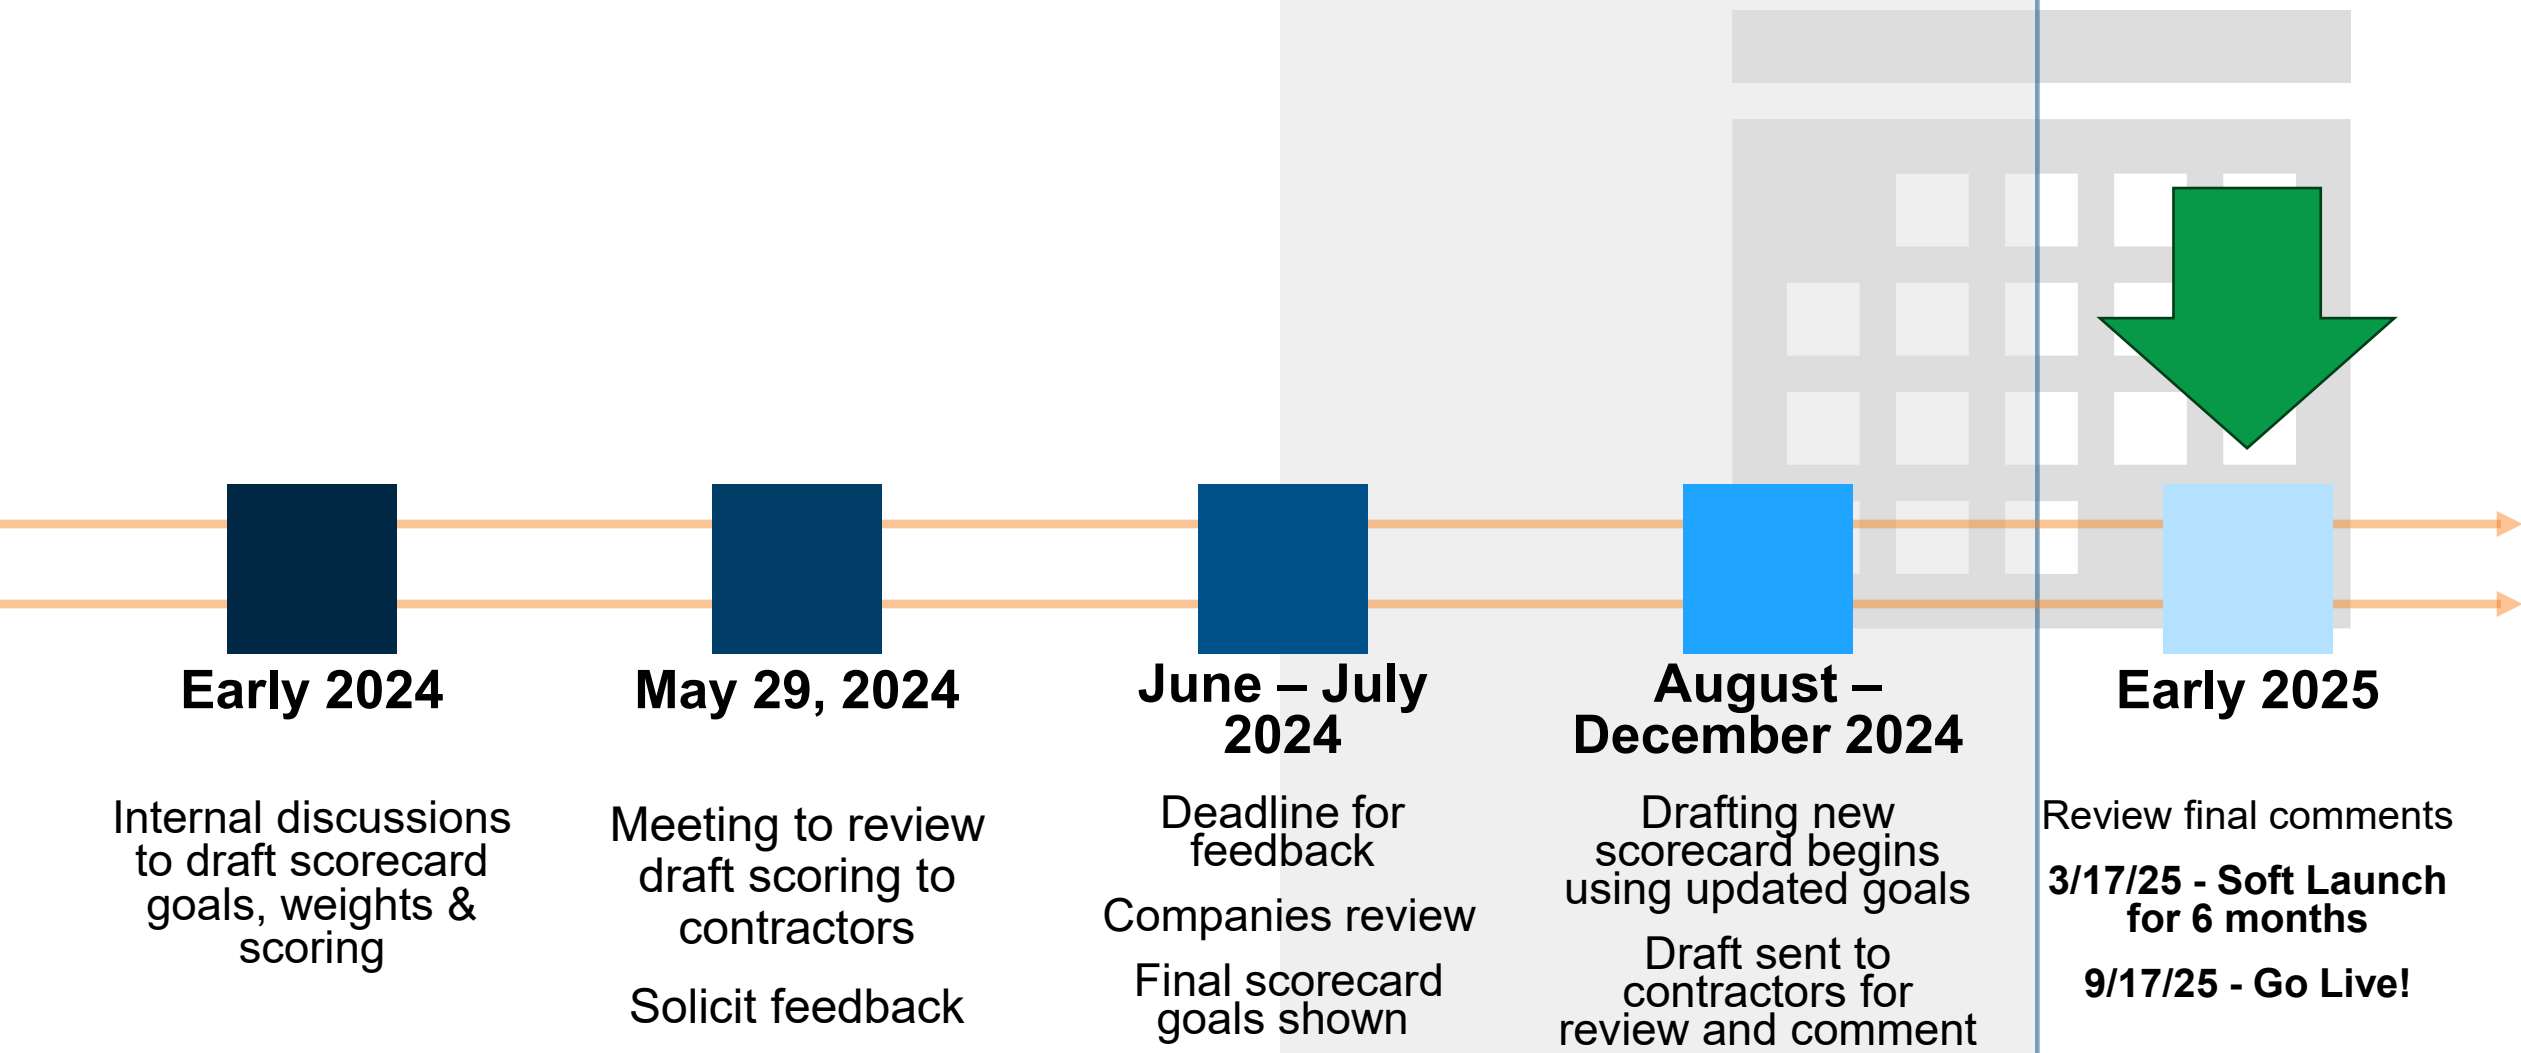 Early 2024
Internal discussions
to draft scorecard
goals, weights &
scoring
May 29, 2024
Meeting to review
draft scoring to
contractors
Solicit feedback
June – July
2024
Deadline for
feedback
Companies review
Final scorecard
goals shown
August –
December 2024
Drafting new
scorecard begins
using updated goals
Draft sent to
contractors for
review and comment
Early 2025
Review final comments
3/17/25 - Soft Launch
for 6 months
9/17/25 - Go Live!